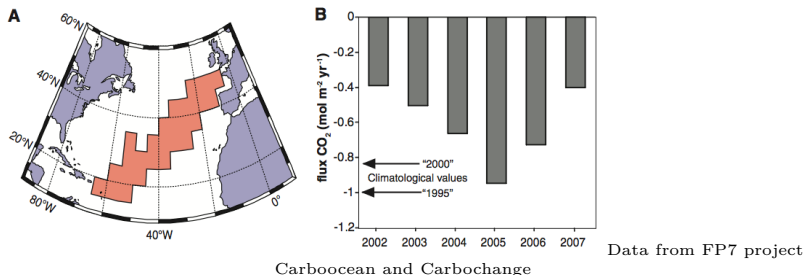 A
60°N
40°N
20°N
80°W
40°W
0°
B
flux CO2 (mol m-2 yr-1)
0
-0.2
-0.4
-0.6
-0.8
-1
-1.2
"2000"
Climatological values
"1995"
2002 2003 2004 2005 2006 2007
Data from FP7 project
Carboocean and Carbochange